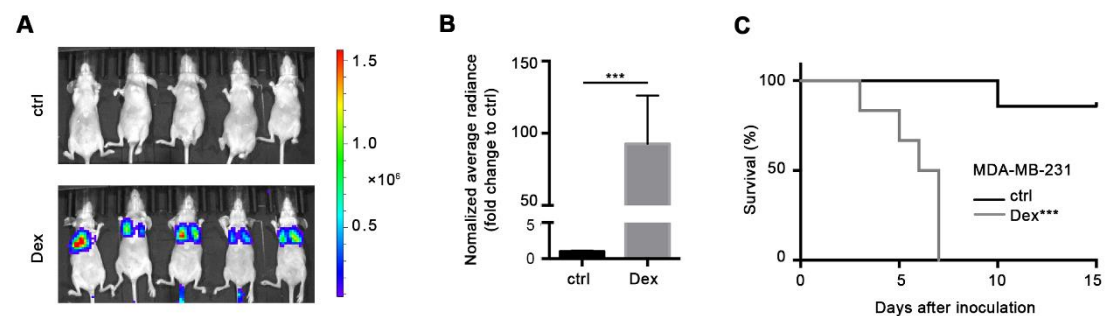 A
ctrl
Dex
1.5
1.0
×10⁶
0.5
B
Nomalized average radiance
(fold change to ctrl)
150
100
50
5
0
***
ctrl
Dex
C
Survival (%)
100
50
0
MDA-MB-231
ctrl
Dex***
0
5
10
15
Days after inoculation